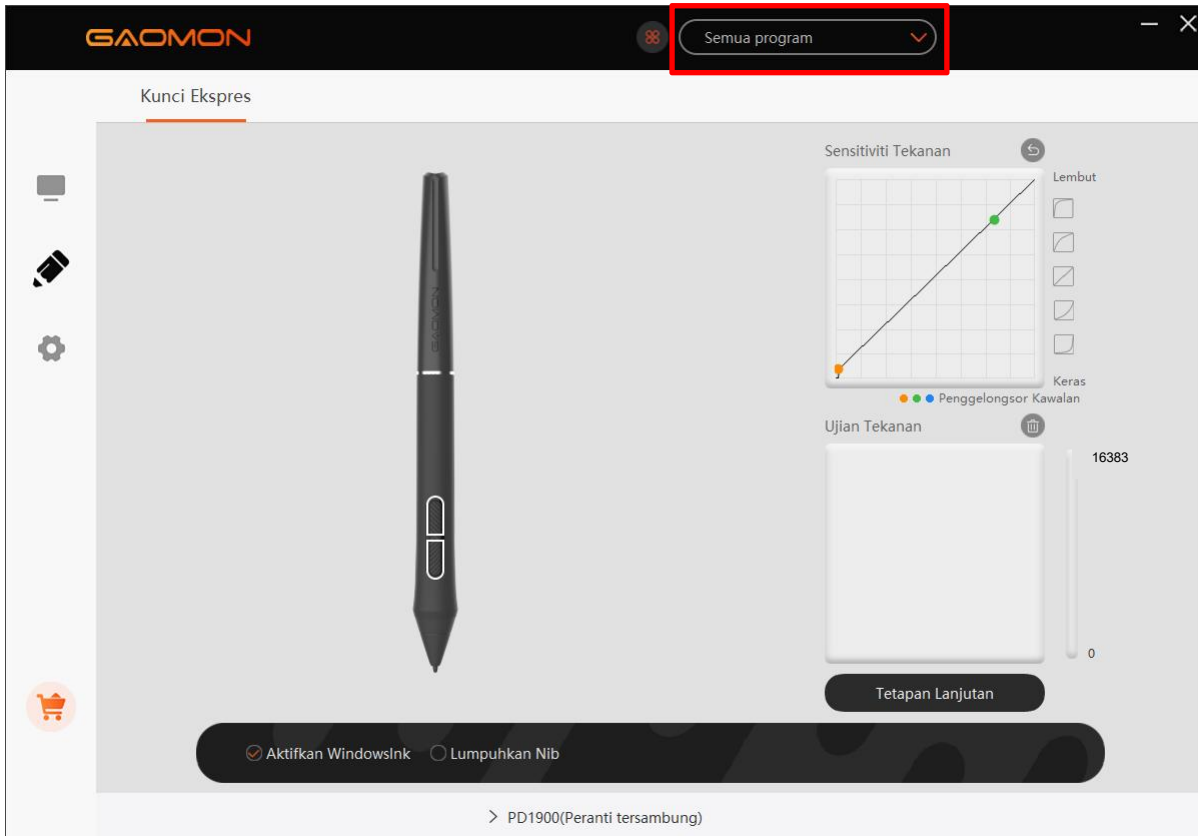 GAOMON
Semua program
Kunci Ekspres
Sensitiviti Tekanan
Lembut
GAOMON
Keras
Penggelongsor Kawalan
Ujian Tekanan
16383
0
Tetapan Lanjutan
Aktifkan WindowsInk
Lumpuhkan Nib
> PD1900(Peranti tersambung)